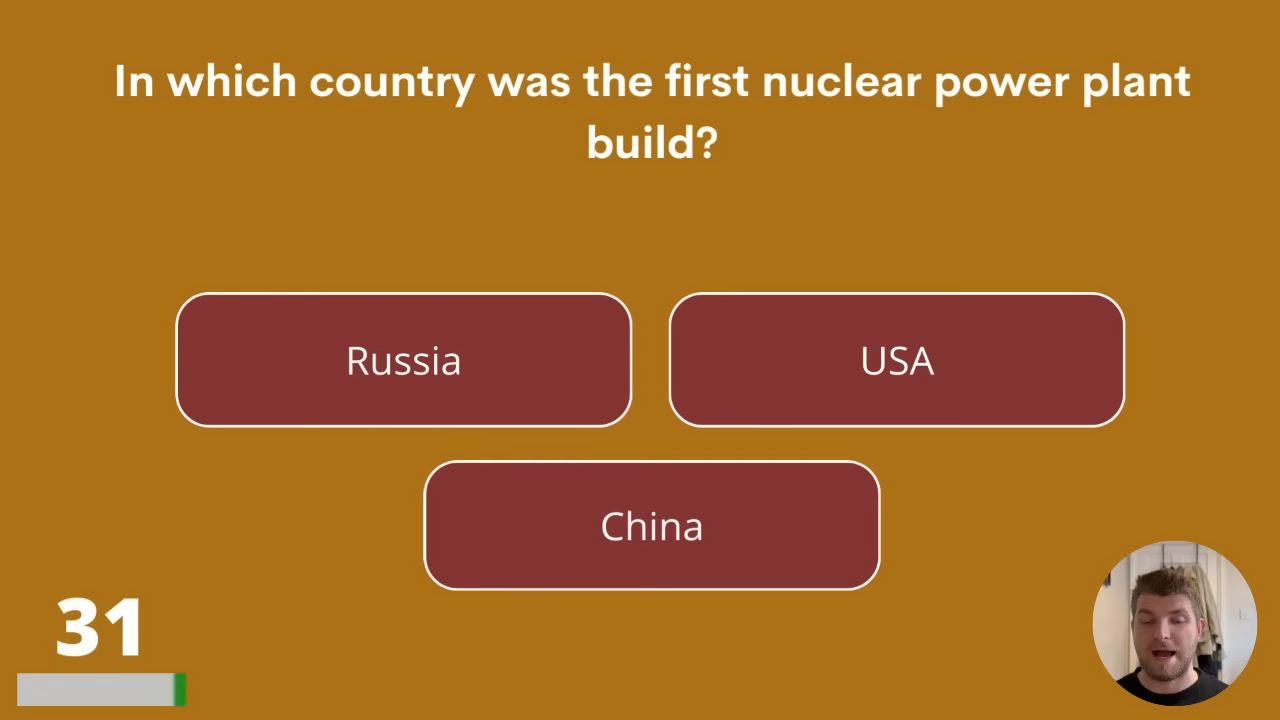 In which country was the first nuclear power plant
build?
Russia
USA
China
31